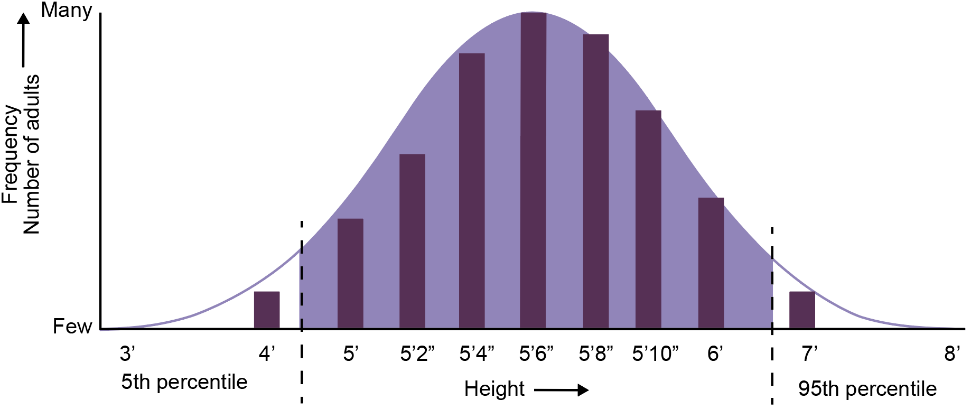 Many
Frequency
Number of adults
Few
3’
4’
5’
5’2”
5’4”
5’6”
5’8”
5’10”
6’
7’
8’
5th percentile
Height
95th percentile